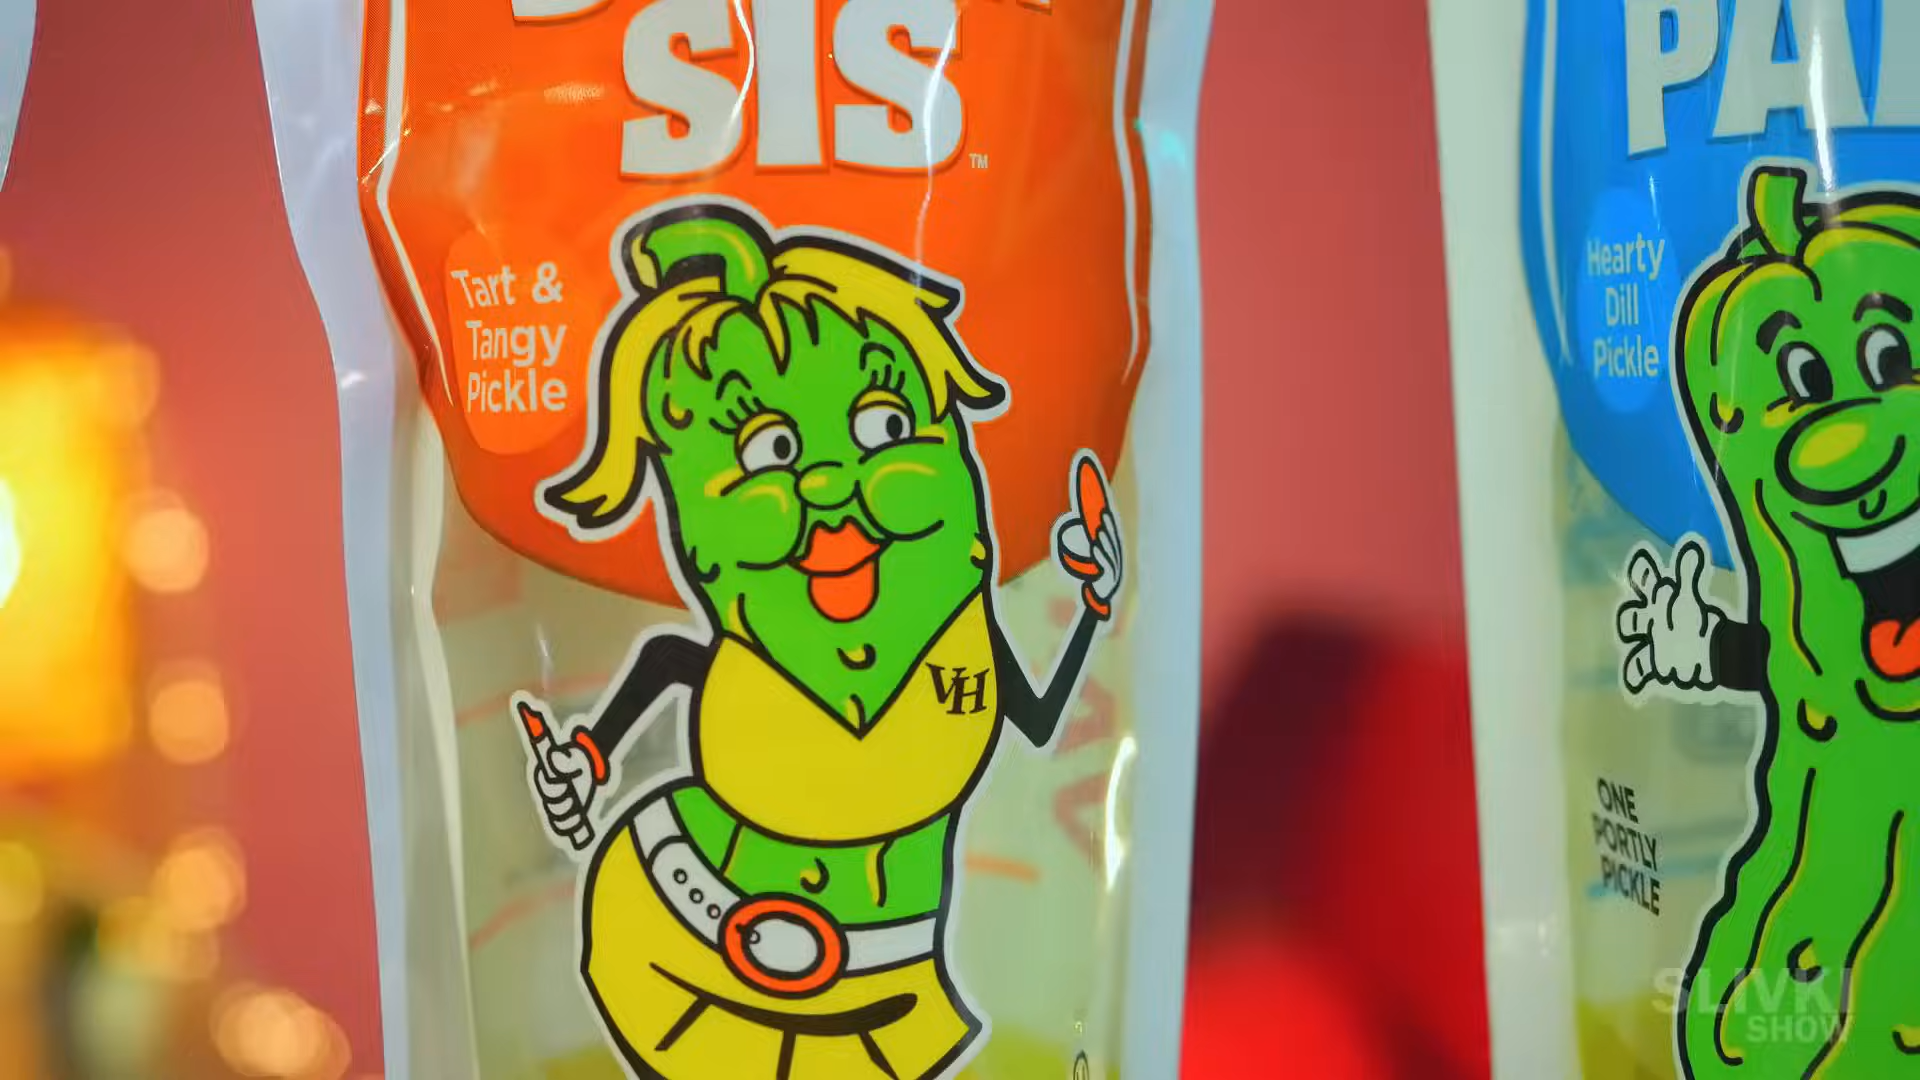 SIS
TM
Tart &
Tangy
Pickle
VH
Hearty
Dill
Pickle
ONE
PORTLY
PICKLE
SLIVKI
SHOW